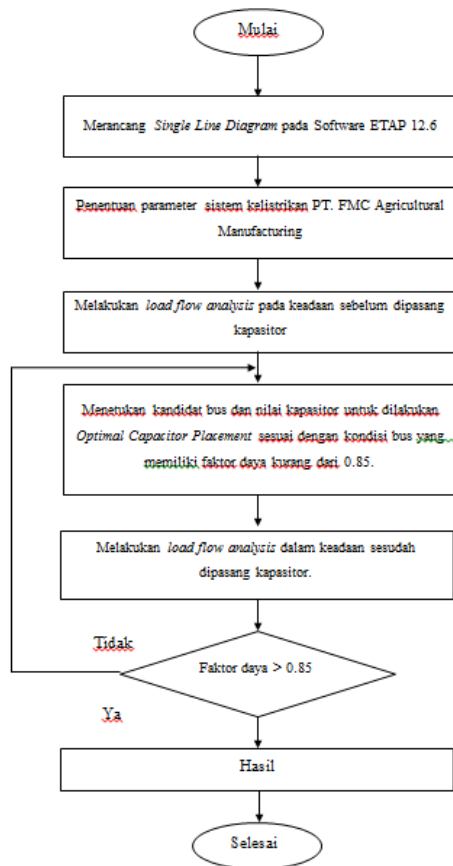 Mulai
Merancang Single Line Diagram pada Software ETAP 12.6
Penentuan parameter sistem kelistrikan PT. FMC Agricultural
Manufacturing
Melakukan load flow analysis pada keadaan sebelum dipasang
kapasitor
Menetukan kandidat bus dan nilai kapasitor untuk dilakukan
Optimal Capacitor Placement sesuai dengan kondisi bus yang
memiliki faktor daya kurang dari 0.85.
Melakukan load flow analysis dalam keadaan sesudah
dipasang kapasitor.
Tidak
Faktor daya > 0.85
Ya
Hasil
Selesai